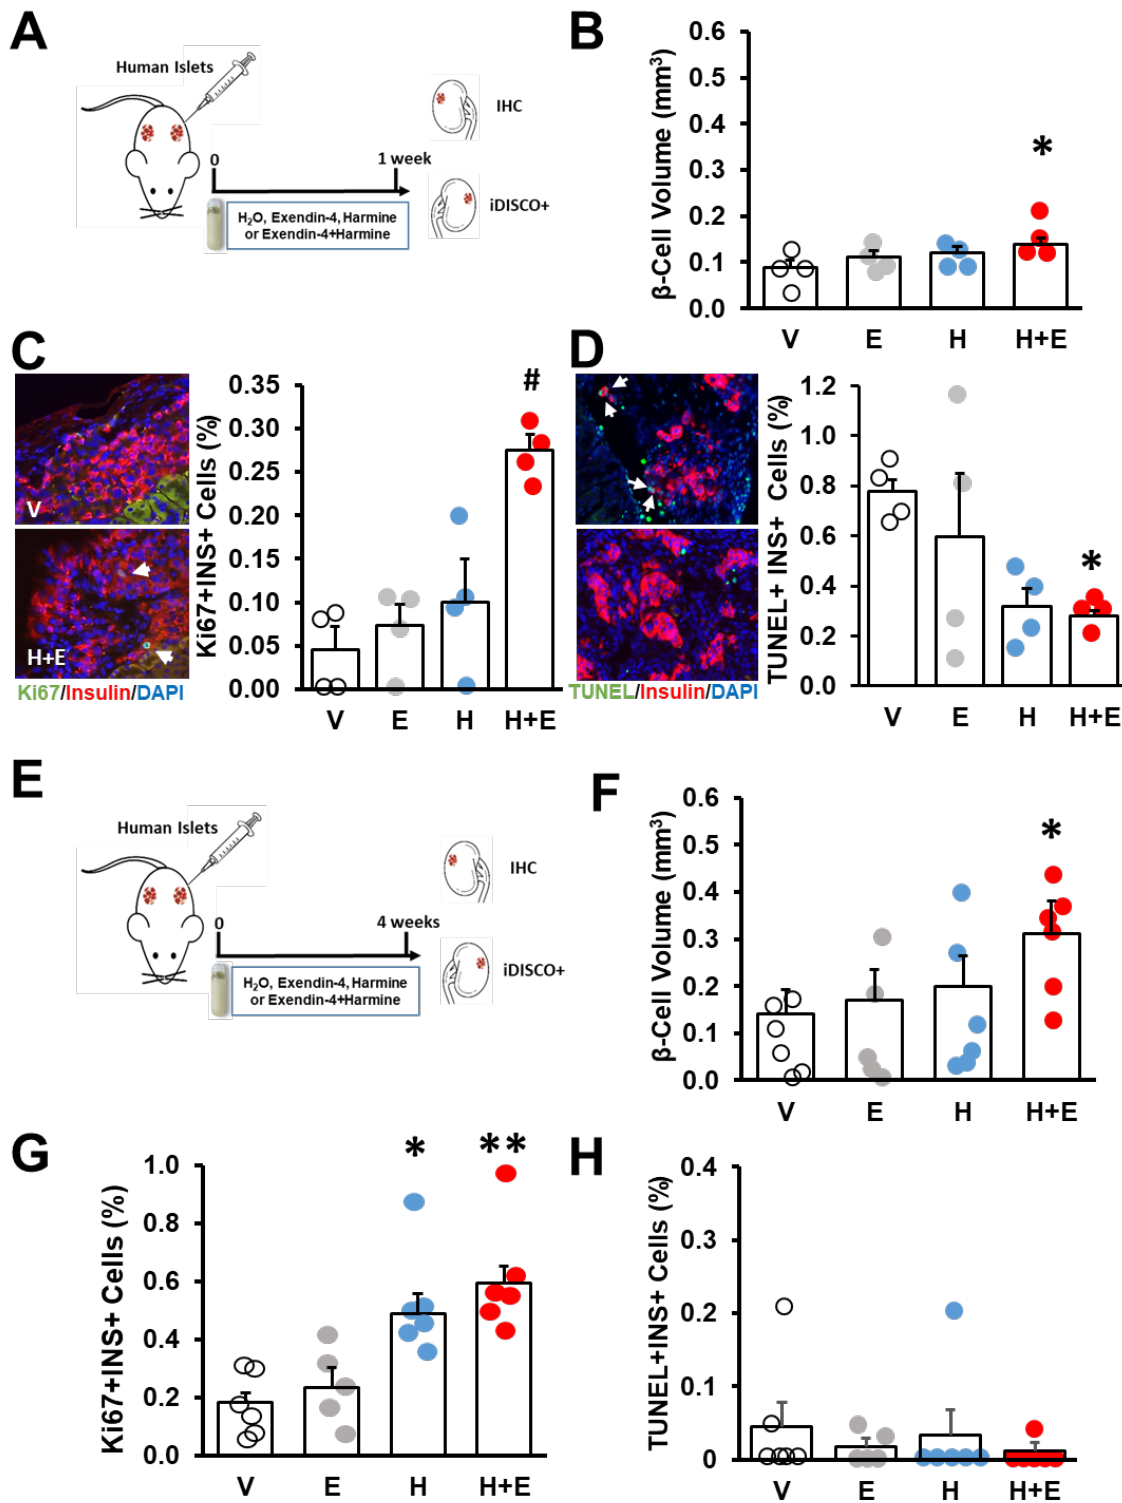 A
Human Islets
0
1 week
H₂O, Exendin-4, Harmine
or Exendin-4+Harmine
IHC
iDISCO+
B
β-Cell Volume (mm³)
0.6
0.5
0.4
0.3
0.2
0.1
0.0
*
V E H H+E
C
V
H+E
Ki67/Insulin/DAPI
Ki67+INS+ Cells (%)
0.35
0.30
0.25
0.20
0.15
0.10
0.05
0.00
#
V E H H+E
D
TUNEL/Insulin/DAPI
TUNEL+ INS+ Cells (%)
1.2
1.0
0.8
0.6
0.4
0.2
0.0
*
V E H H+E
E
Human Islets
0
4 weeks
H₂O, Exendin-4, Harmine
or Exendin-4+Harmine
IHC
iDISCO+
F
β-Cell Volume (mm³)
0.6
0.5
0.4
0.3
0.2
0.1
0.0
*
V E H H+E
G
Ki67+INS+ Cells (%)
1.0
0.8
0.6
0.4
0.2
0.0
* **
V E H H+E
H
TUNEL+INS+ Cells (%)
0.4
0.3
0.2
0.1
0
V E H H+E